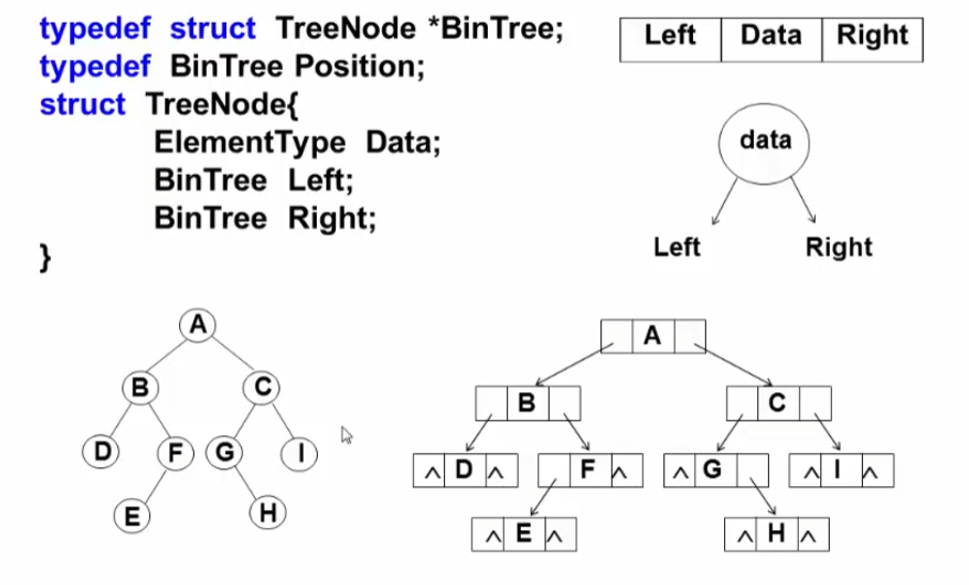 typedef struct TreeNode *BinTree;
typedef BinTree Position;
struct TreeNode{
ElementType Data;
BinTree Left;
BinTree Right;
}
Left Data Right
data
Left Right
A
B C
D F G I
E H
A
B C
^ D ^ F ^ ^ G ^ I ^
^ E ^ ^ H ^